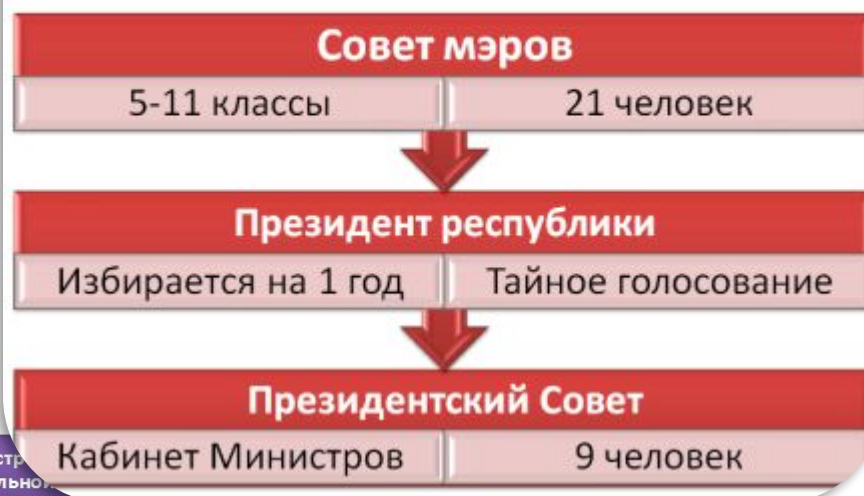 Совет мэров
5-11 классы 21 человек
Президент республики
Избирается на 1 год Тайное голосование
Президентский Совет
Кабинет Министров 9 человек